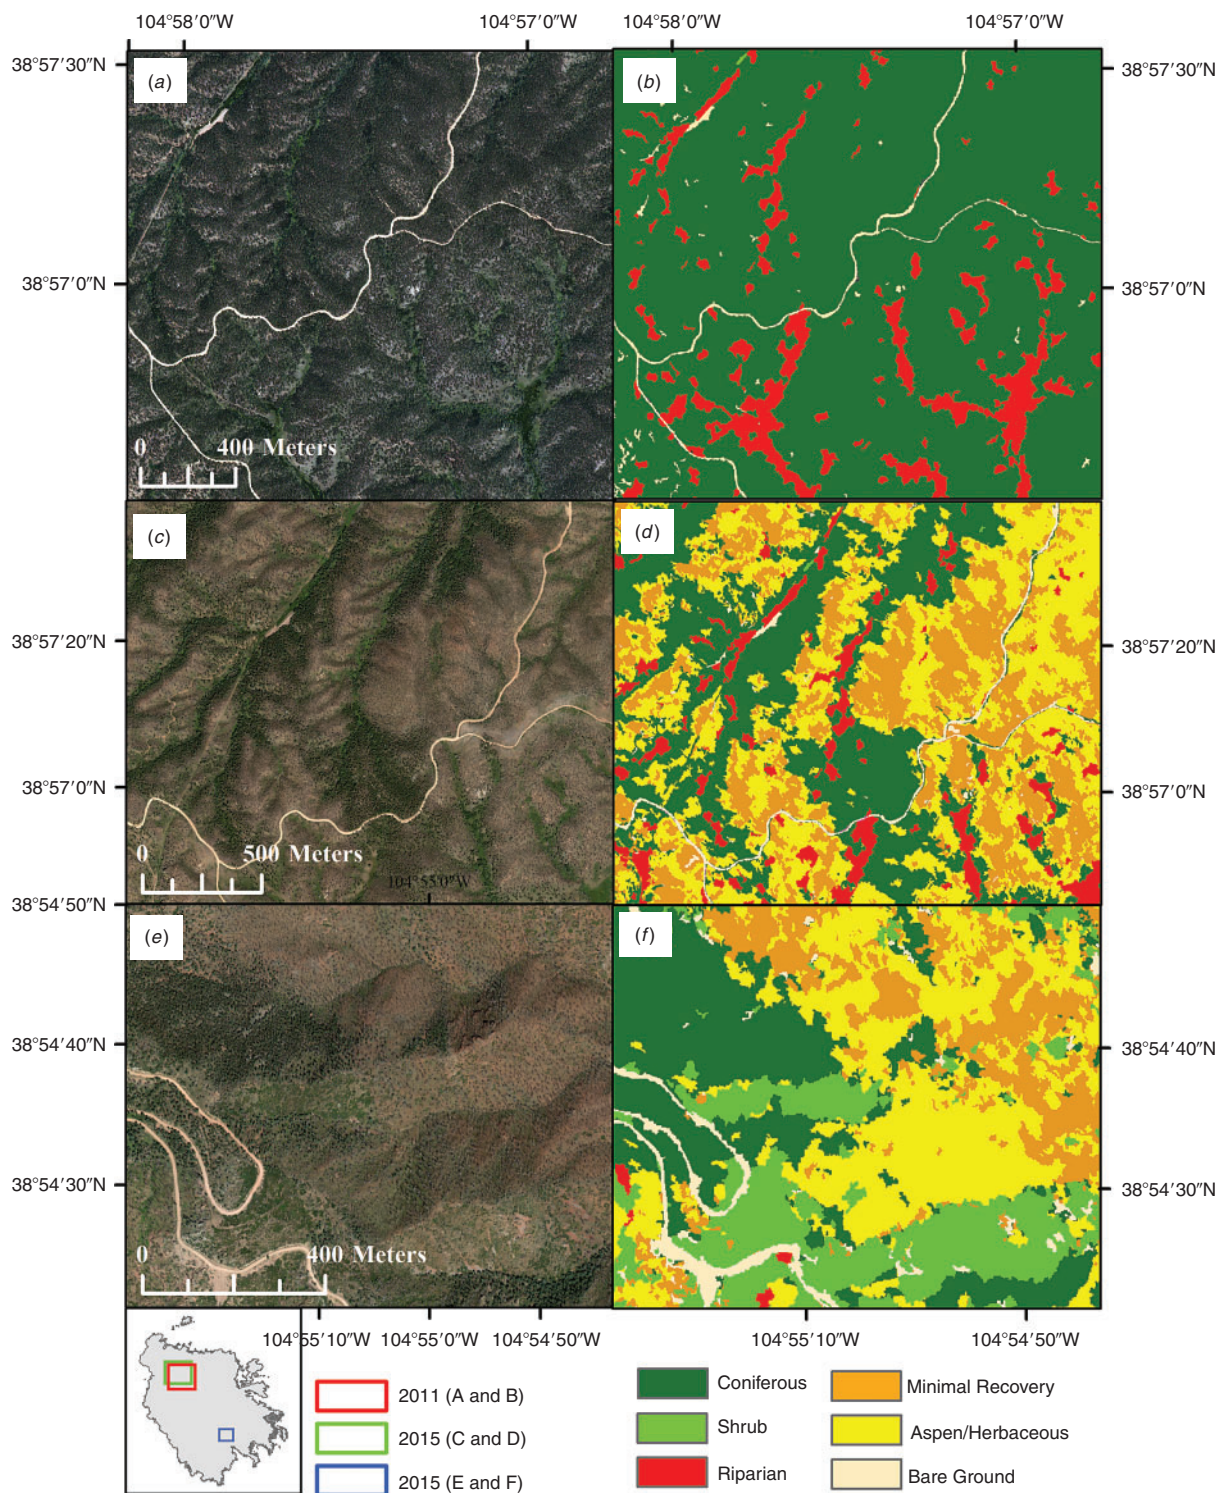 104°58′0″W 104°57′0″W 104°58′0″W 104°57′0″W
38°57′30″N (a) (b) 38°57′30″N
38°57′0″N 38°57′0″N
0 400 Meters
(c) (d)
38°57′20″N 38°57′20″N
38°57′0″N 38°57′0″N
0 500 Meters
104°55′0″W
38°54′50″N
(e) (f)
38°54′40″N 38°54′40″N
38°54′30″N 38°54′30″N
0 400 Meters
104°55′10″W 104°55′0″W 104°54′50″W 104°55′10″W 104°54′50″W
2011 (A and B)
2015 (C and D)
2015 (E and F)
Coniferous
Shrub
Riparian
Minimal Recovery
Aspen/Herbaceous
Bare Ground